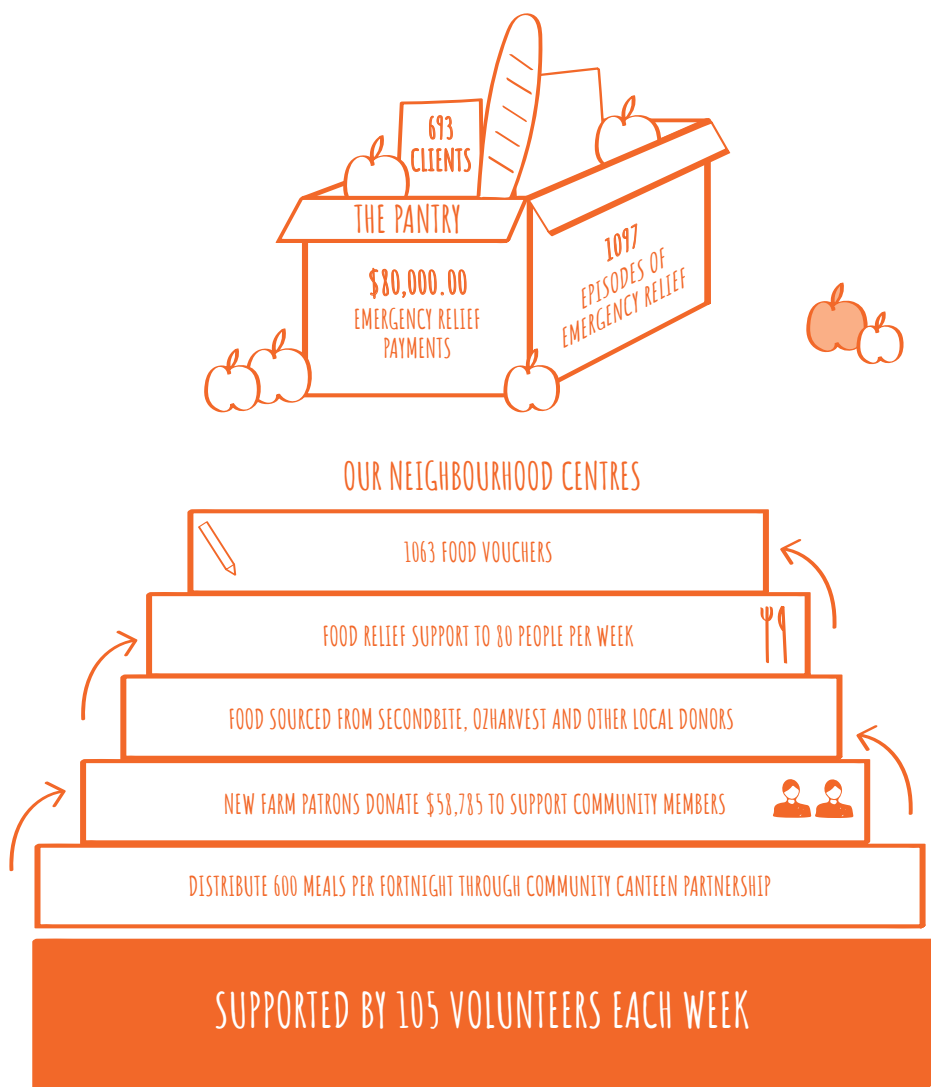 693
CLIENTS
THE PANTRY
$80,000.00
EMERGENCY RELIEF
PAYMENTS
1097
EPISODES OF
EMERGENCY RELIEF
OUR NEIGHBOURHOOD CENTRES
1063 FOOD VOUCHERS
FOOD RELIEF SUPPORT TO 80 PEOPLE PER WEEK
FOOD SOURCED FROM SECONDBITE, OZHARVEST AND OTHER LOCAL DONORS
NEW FARM PATRONS DONATE $58,785 TO SUPPORT COMMUNITY MEMBERS
DISTRIBUTE 600 MEALS PER FORTNIGHT THROUGH COMMUNITY CANTEEN PARTNERSHIP
SUPPORTED BY 105 VOLUNTEERS EACH WEEK